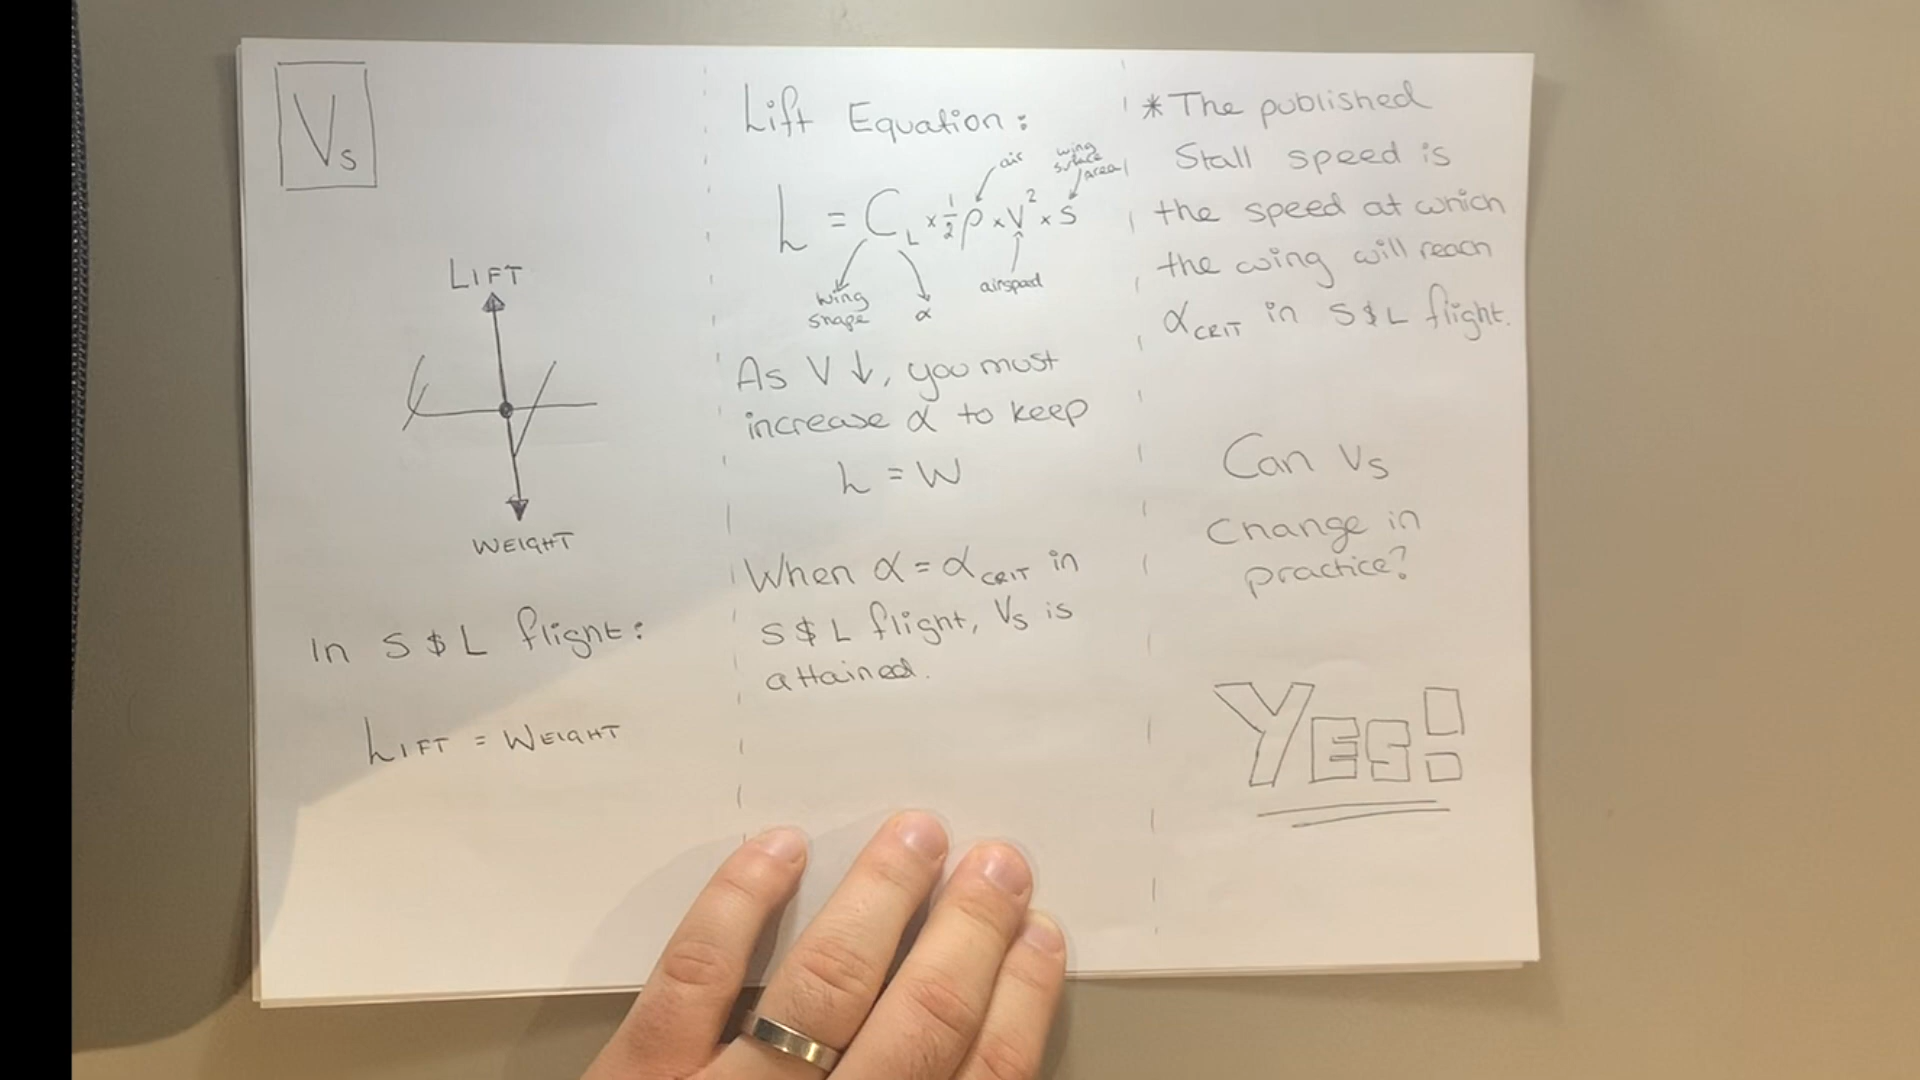 Vs
LIFT
WEIGHT
In S & L flight:
LIFT = WEIGHT
Lift Equation:
air
wing
surface
area
L = CL × 1/2 ρ × V² × S
wing
shape
α
airspeed
As V ↓, you must
increase α to keep
L = W
When α = αCRIT in
S & L flight, Vs is
attained.
* The published
Stall speed is
the speed at which
the wing will reach
αCRIT in S & L flight.
Can Vs
Change in
practice?
YES!